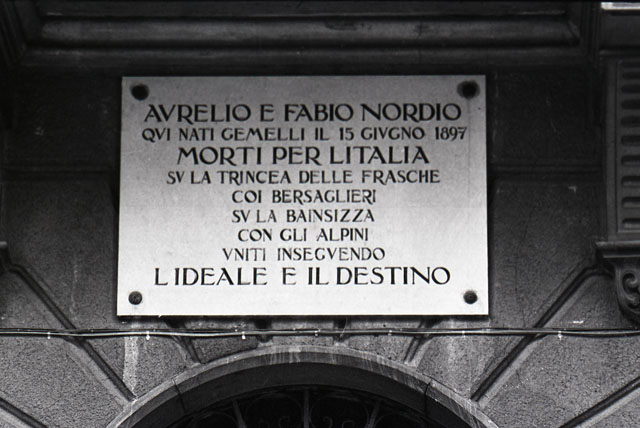 AVRELIO E FABIO NORDIO
QVI NATI GEMELLI IL 15 GIVGNO 1897
MORTI PER LITALIA
SV LA TRINCEA DELLE FRASCHE
COI BERSAGLIERI
SV LA BAINSIZZA
CON GLI ALPINI
VNITI INSEGVENDO
LIDEALE E IL DESTINO